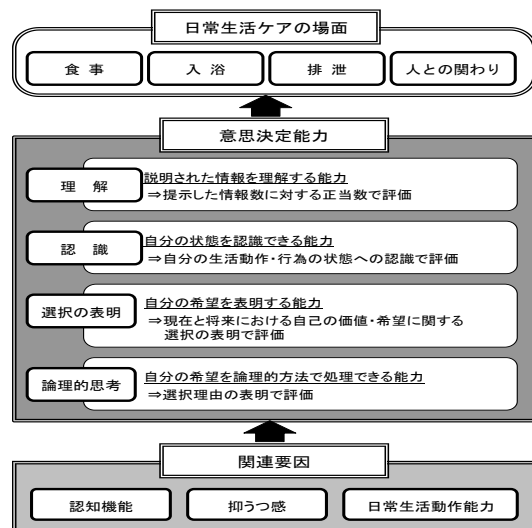 日常生活ケアの場面
食 事
入 浴
排 泄
人との関わり
意思決定能力
理 解
説明された情報を理解する能力
⇒提示した情報数に対する正当数で評価
認 識
自分の状態を認識できる能力
⇒自分の生活動作・行為の状態への認識で評価
選択の表明
自分の希望を表明する能力
⇒現在と将来における自己の価値・希望に関する
選択の表明で評価
論理的思考
自分の希望を論理的方法で処理できる能力
⇒選択理由の表明で評価
関連要因
認知機能
抑うつ感
日常生活動作能力